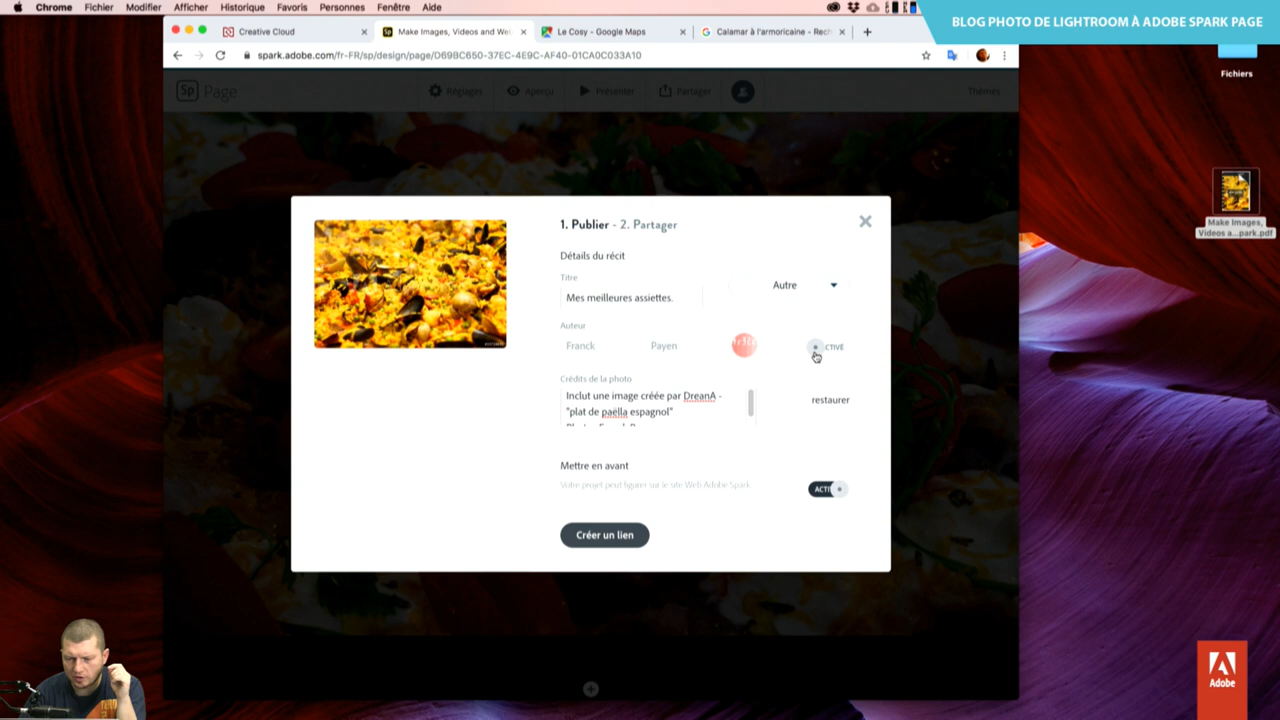 Chrome Fichier Modifier Afficher Historique Favoris Personnes Fenêtre Aide
BLOG PHOTO DE LIGHTROOM À ADOBE SPARK PAGE
Creative Cloud
Make Images, Videos and We
Le Cosy - Google Maps
Calamar à l'armoricaine - Rech
spark.adobe.com/fr-FR/sp/design/page/D69BC650-37EC-4E9C-AF40-01CA0C033A10
Fichiers
Sp Page
Réglages
Aperçu
Présenter
Partager
Thèmes
Make Images,
Videos a...park.pdf
1. Publier - 2. Partager
Détails du récit
Titre
Mes meilleures assiettes.
Autre
Auteur
Franck
Payen
CTIVÉ
Crédits de la photo
Inclut une image créée par DreanA -
"plat de paëlla espagnol"
restaurer
Mettre en avant
Votre projet peut figurer sur le site Web Adobe Spark
ACTI
Créer un lien
Adobe